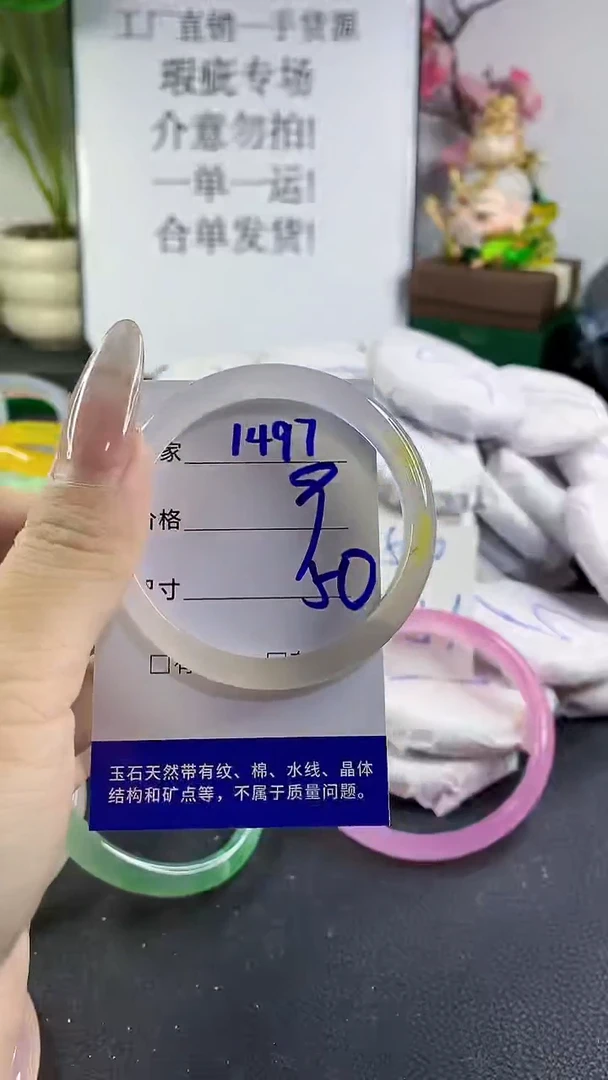 工厂直销一手货源
瑕疵专场
介意勿拍!
一单一运!
合单发货!
家 1497
价格 9
尺寸 50
玉石天然带有纹、棉、水线、晶体
结构和矿点等，不属于质量问题。